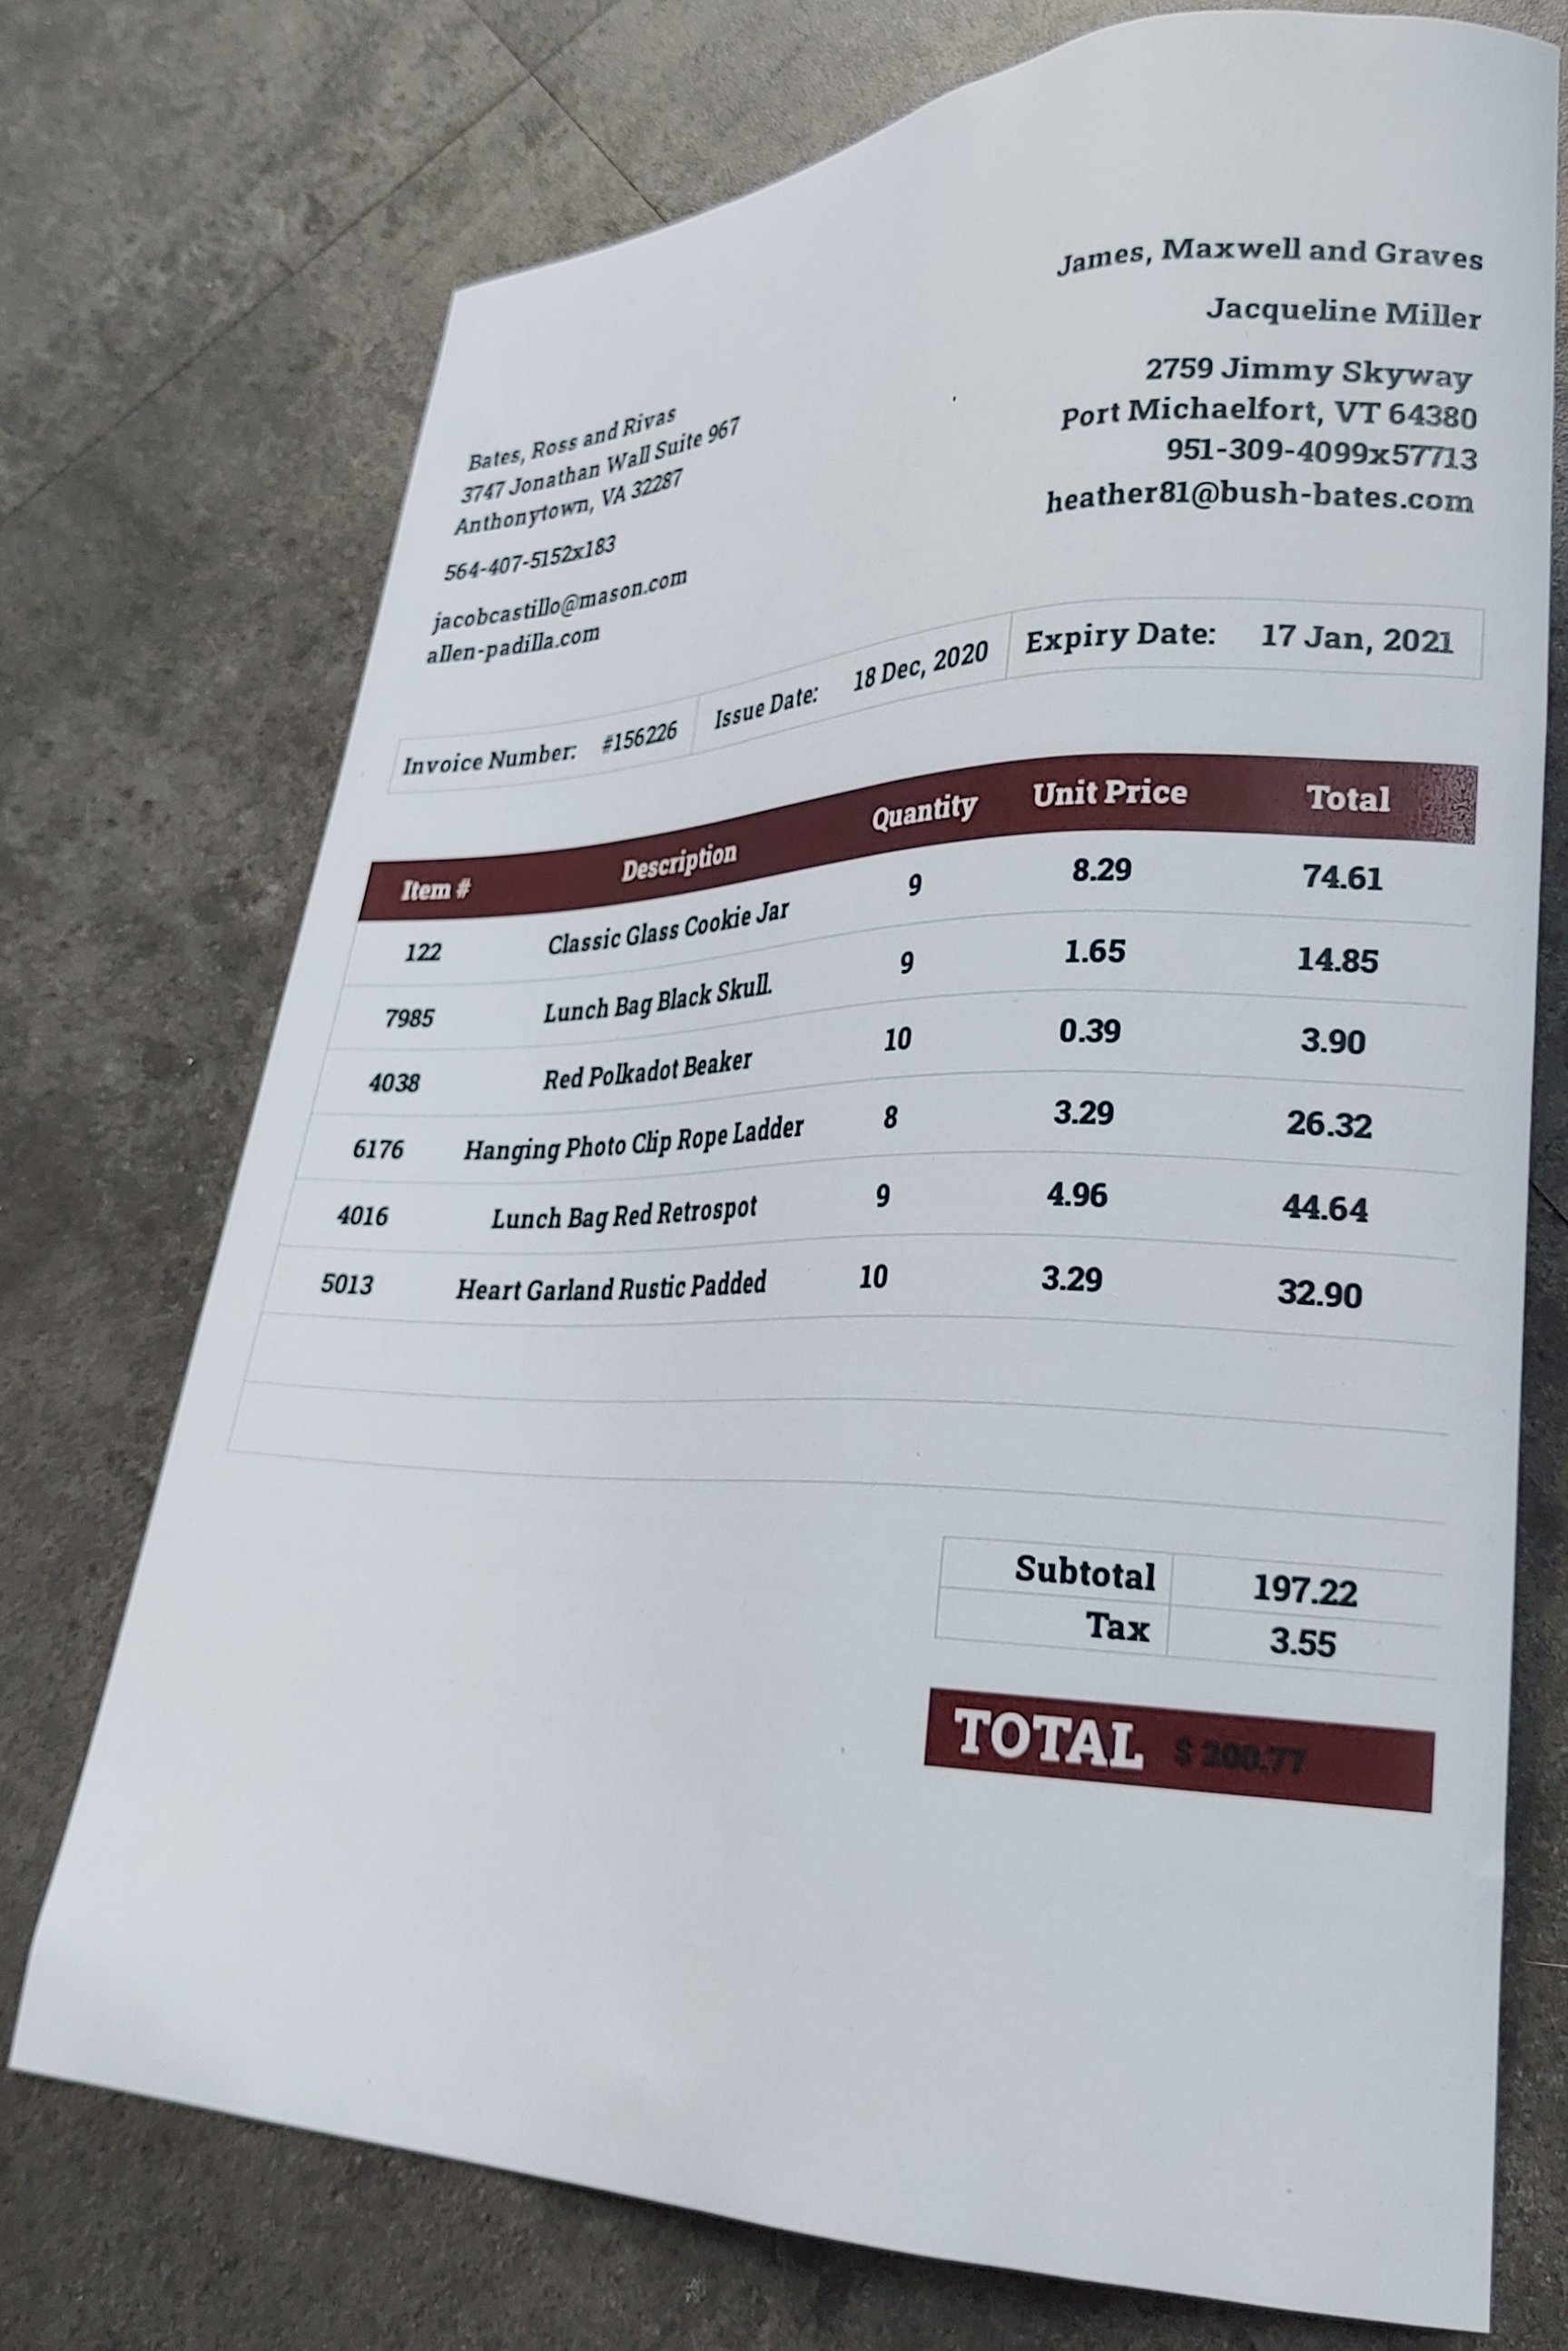 James, Maxwell and Graves
Jacqueline Miller
2759 Jimmy Skyway
Port Michaelfort, VT 64380
951-309-4099x57713
heather81@bush-bates.com
Bates, Ross and Rivas
3747 Jonathan Wall Suite 967
Anthonytown, VA 32287
564-407-5152x183
jacobcastillo@mason.com
allen-padilla.com
Invoice Number: #156226 Issue Date: 18 Dec, 2020 Expiry Date: 17 Jan, 2021
Item # Description Quantity Unit Price Total
122 Classic Glass Cookie Jar 9 8.29 74.61
7985 Lunch Bag Black Skull. 9 1.65 14.85
4038 Red Polkadot Beaker 10 0.39 3.90
6176 Hanging Photo Clip Rope Ladder 8 3.29 26.32
4016 Lunch Bag Red Retrospot 9 4.96 44.64
5013 Heart Garland Rustic Padded 10 3.29 32.90
Subtotal 197.22
Tax 3.55
TOTAL $ 200.77